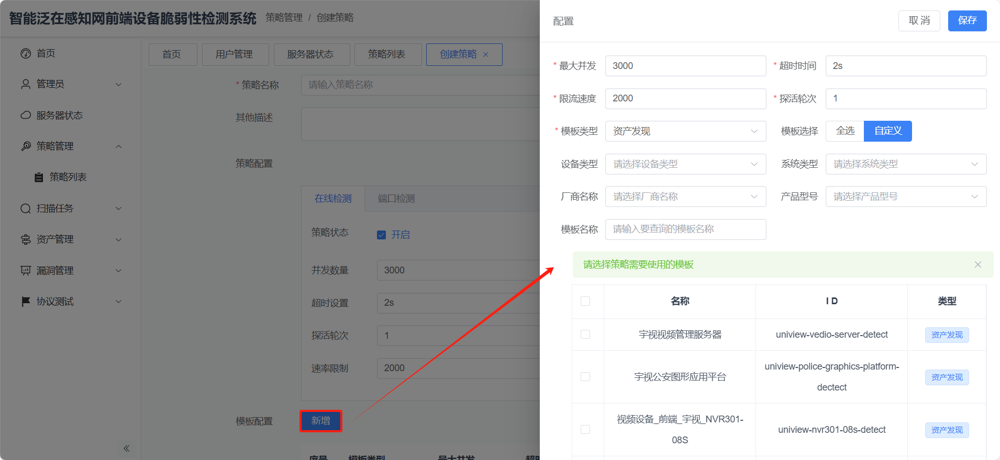 智能泛在感知网前端设备脆弱性检测系统
策略管理 / 创建策略
首页
管理员
服务器状态
策略管理
策略列表
扫描任务
资产管理
漏洞管理
协议测试
首页 用户管理 服务器状态 策略列表 创建策略
* 策略名称 请输入策略名称
其他描述
策略配置
在线检测 端口检测
策略状态 开启
并发数量 3000
超时设置 2s
探活轮次 1
速率限制 2000
模板配置 新增
序号 模板类型 最大并发
配置 取 消 保存
* 最大并发 3000 * 超时时间 2s
* 限流速度 2000 * 探活轮次 1
* 模板类型 资产发现 模板选择 全选 自定义
设备类型 请选择设备类型 系统类型 请选择系统类型
厂商名称 请选择厂商名称 产品型号 请选择产品型号
模板名称 请输入要查询的模板名称
请选择策略需要使用的模板
名称 I D 类型
宇视视频管理服务器 uniview-vedio-server-detect 资产发现
宇视公安图形应用平台 uniview-police-graphics-platform-
dectect 资产发现
视频设备_前端_宇视_NVR301-
08S uniview-nvr301-08s-detect 资产发现